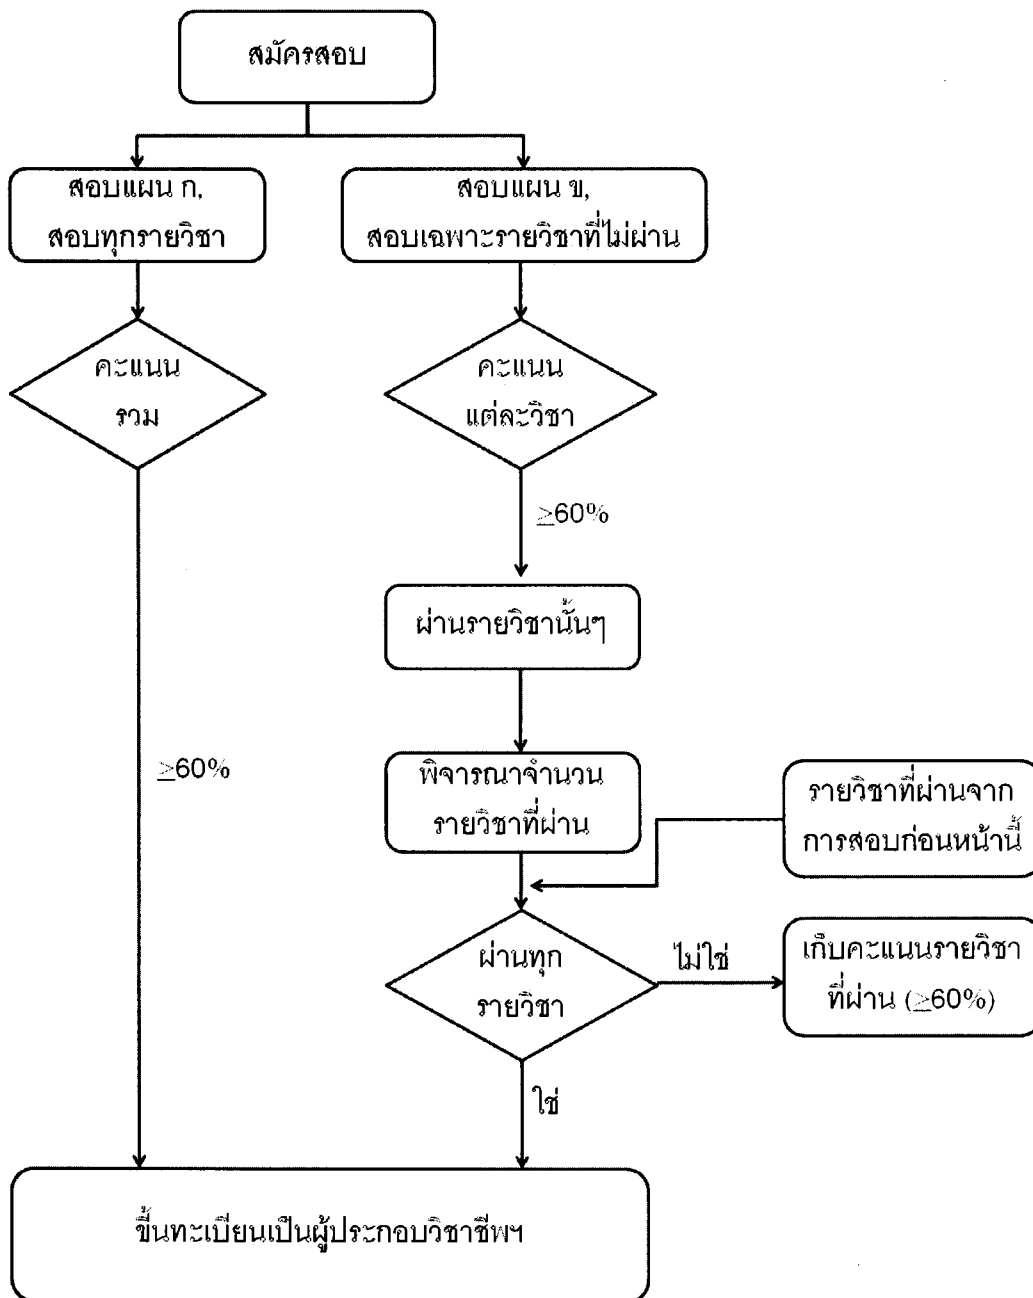 สมัครสอบ
สอบแผน ก,
สอบทุกรายวิชา
สอบแผน ข,
สอบเฉพาะรายวิชาที่ไม่ผ่าน
คะแนน
รวม
คะแนน
แต่ละวิชา
≥60%
ผ่านรายวิชานั้นๆ
≥60%
พิจารณาจำนวน
รายวิชาที่ผ่าน
รายวิชาที่ผ่านจาก
การสอบก่อนหน้านี้
ผ่านทุก
รายวิชา
ไม่ใช่
เก็บคะแนนรายวิชา
ที่ผ่าน (≥60%)
ใช่
ขึ้นทะเบียนเป็นผู้ประกอบวิชาชีพฯ